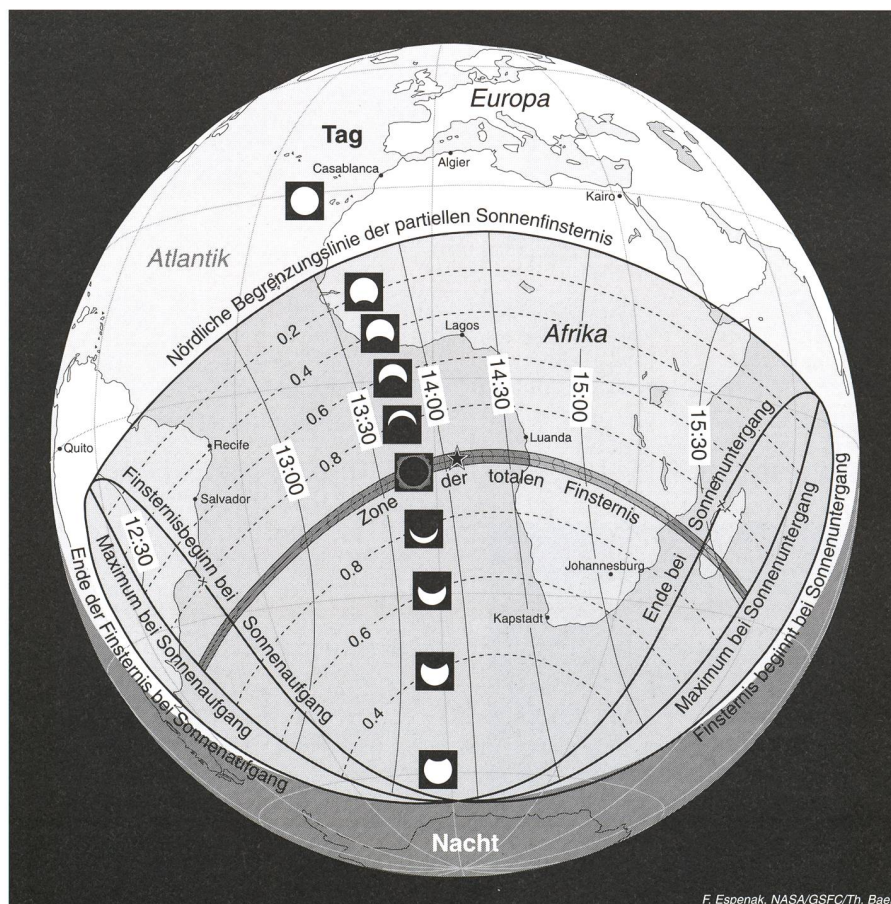 Europa
Tag
Casablanca
Algier
Kairo
Atlantik
Nördliche Begrenzungslinie der partiellen Sonnenfinsternis
0.2
Lagos
Afrika
0.4
0.6
13:30
14:00
14:30
15:00
15:30
Quito
Recife
13:00
0.8
Luanda
Salvador
Finsternisbeginn bei Sonnenaufgang
Zone der totalen Finsternis
12:30
0.8
Johannesburg
Kapstadt
0.6
0.4
Ende bei Sonnenuntergang
Maximum bei Sonnenaufgang
Ende der Finsternis bei Sonnenaufgang
Maximum bei Sonnenuntergang
Finsternis beginnt bei Sonnenuntergang
Nacht
F. Espenak, NASA/GSFC/Th. Bae